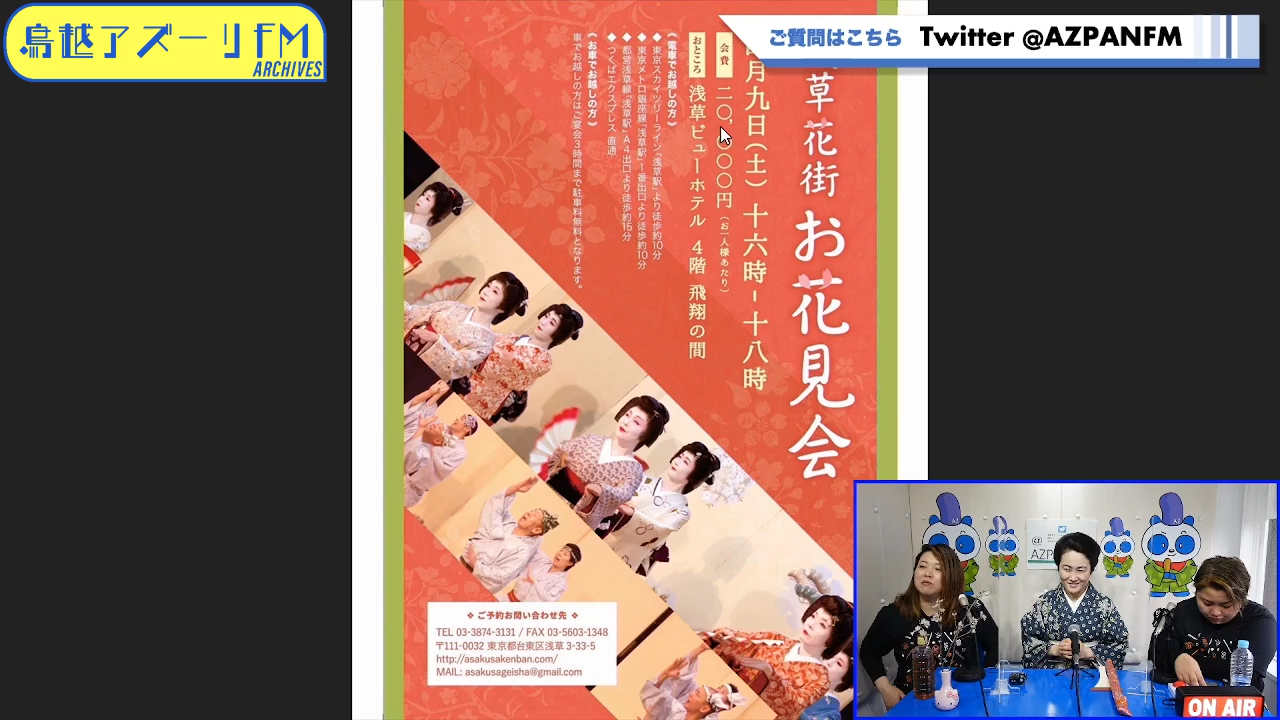 鳥越アズーリFM
ARCHIVES
ご質問はこちら Twitter @AZPANFM
草花街 お花見会
月九日(土) 十六時-十八時
会費 二〇,〇〇〇円(お一人様あたり)
おところ 浅草ビューホテル 4階 飛翔の間
《電車でお越しの方》
◆ 東京スカイツリーライン「浅草駅」より徒歩約10分
◆ 東京メトロ銀座線「浅草駅」1番出口より徒歩約10分
◆ 都営浅草線「浅草駅」A4出口より徒歩約15分
◆ つくばエクスプレス 直通
《お車でお越しの方》
車でお越しの方はご宴会3時間まで駐車料無料となります。
❖ ご予約お問い合わせ先 ❖
TEL 03-3874-3131 / FAX 03-5603-1348
〒111-0032 東京都台東区浅草 3-33-5
http://asakusakenban.com/
MAIL: asakusageisha@gmail.com
AZP
ON AIR